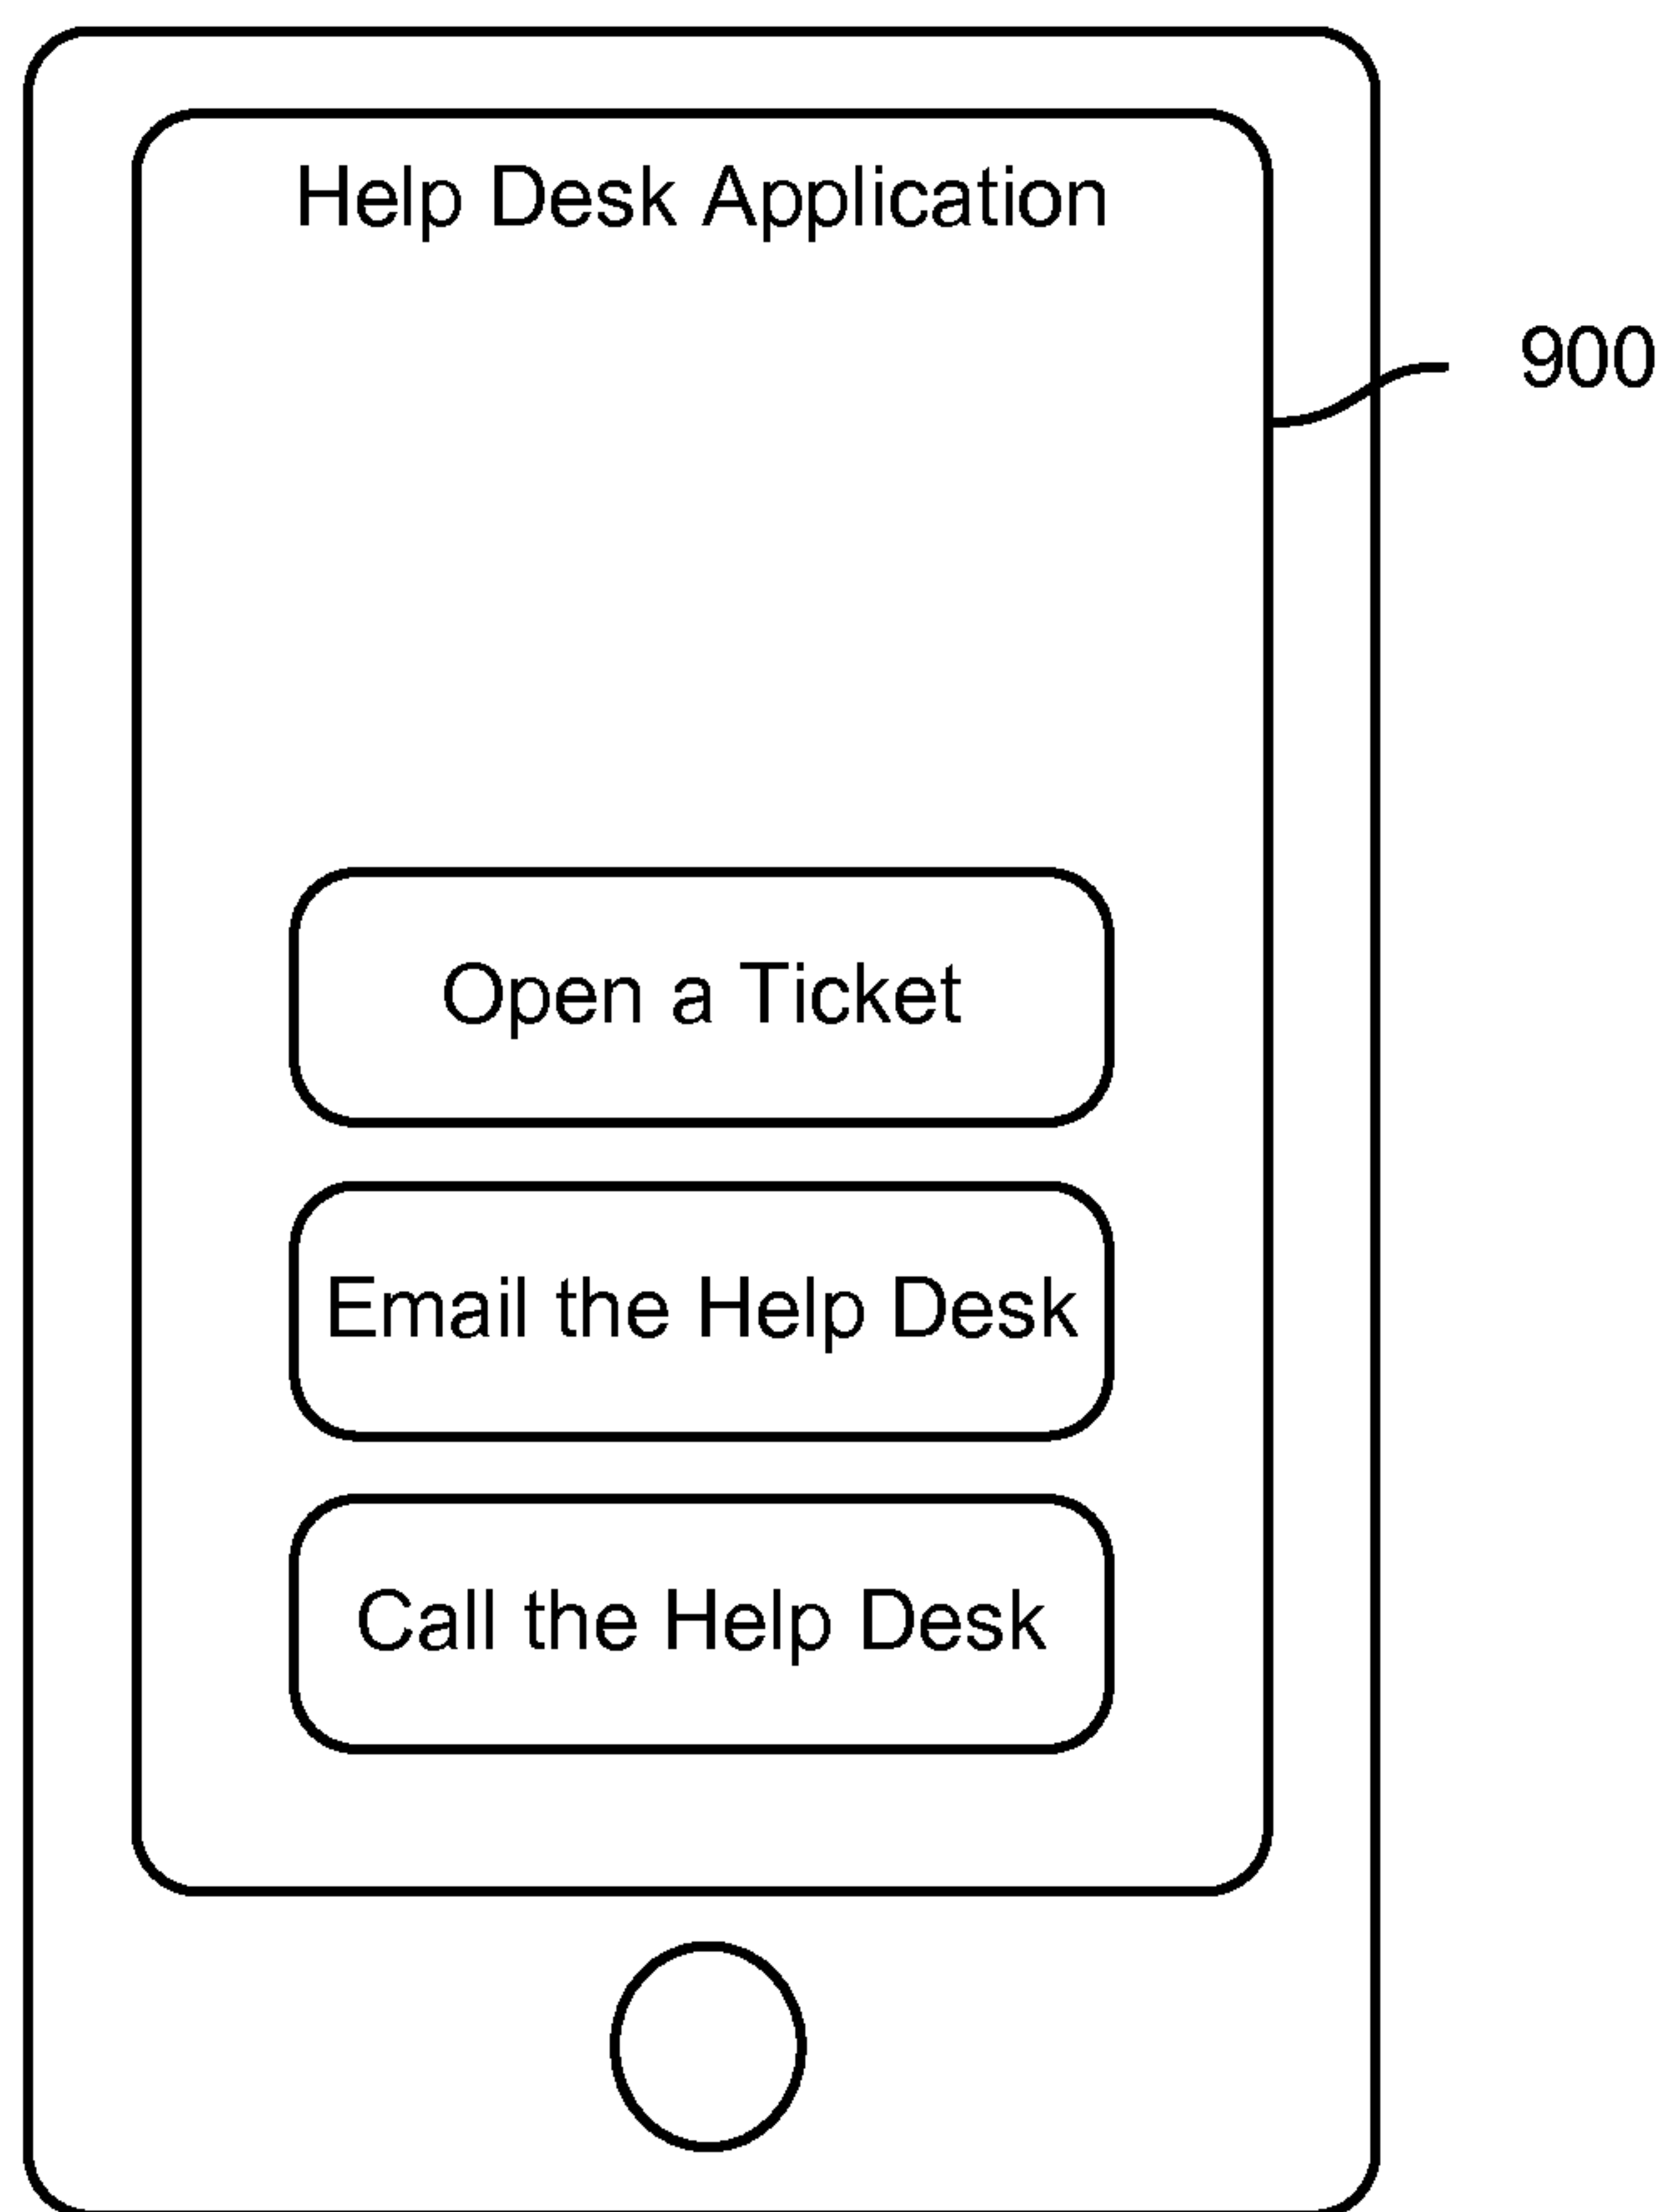 Help Desk Application
900
Open a Ticket
Email the Help Desk
Call the Help Desk